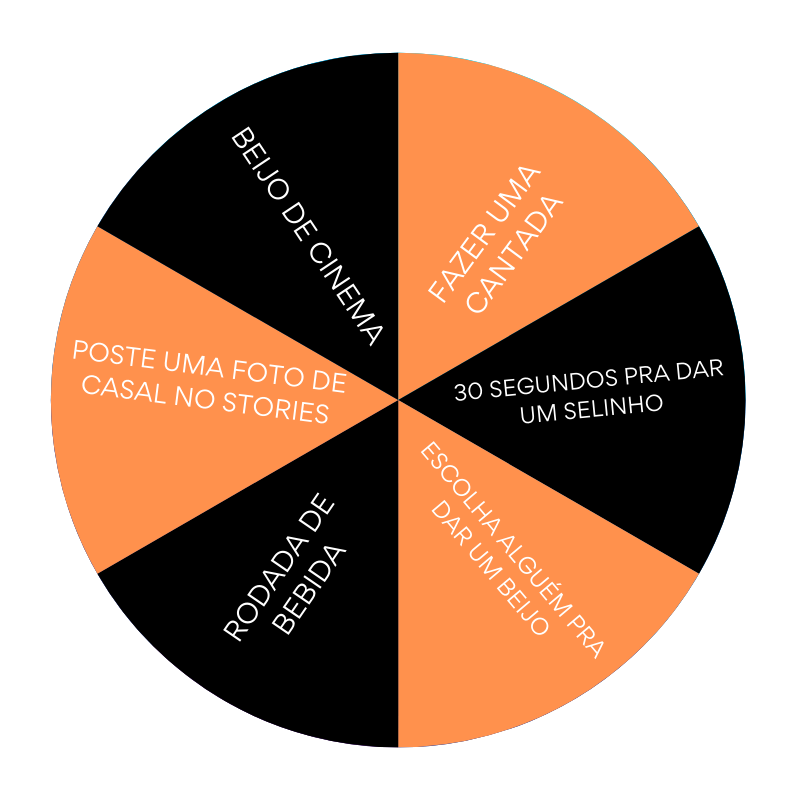 BEIJO DE CINEMA
FAZER UMA
CANTADA
30 SEGUNDOS PRA DAR
UM SELINHO
ESCOLHA ALGUÉM PRA
DAR UM BEIJO
RODADA DE
BEBIDA
POSTE UMA FOTO DE
CASAL NO STORIES